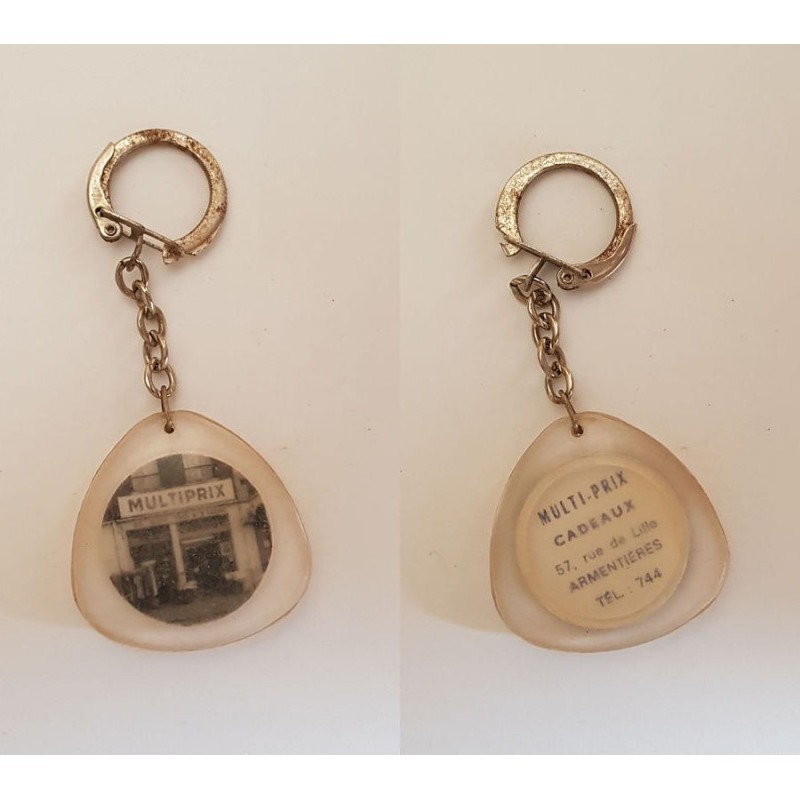 MULTIPRIX
MULTI-PRIX
CADEAUX
57, rue de Lille
ARMENTIÈRES
TÉL. : 744